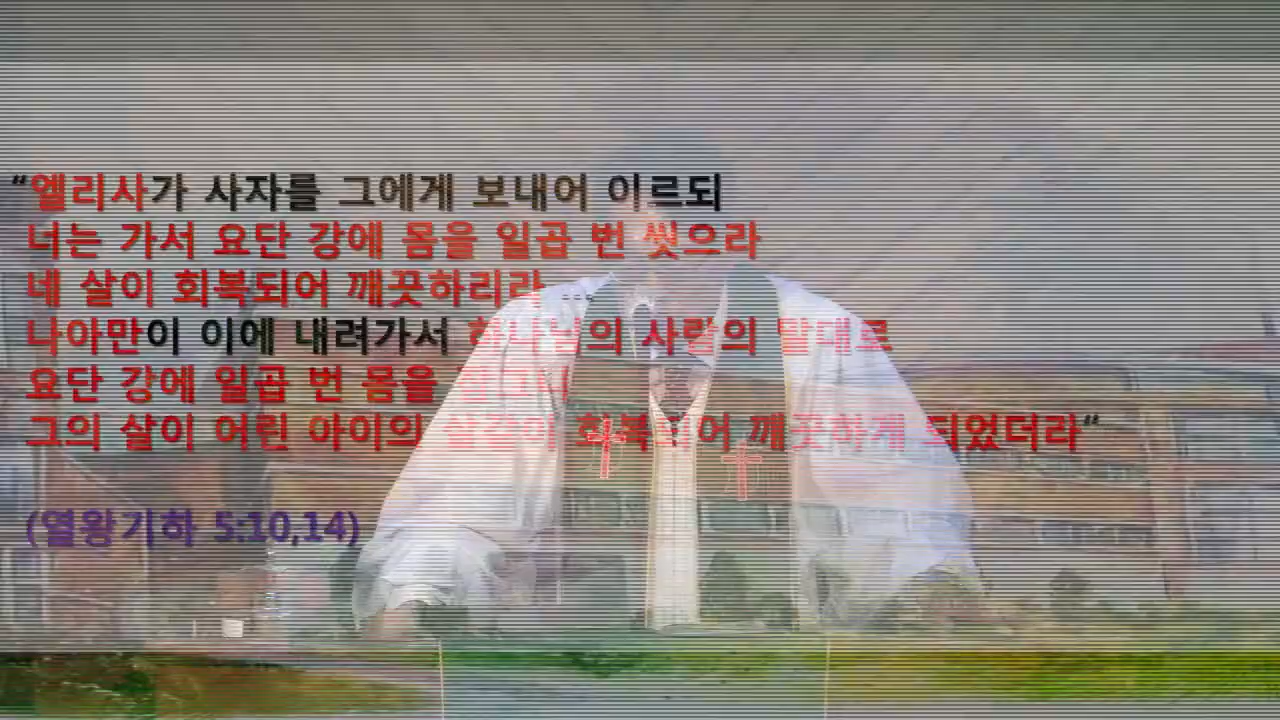 “엘리사가 사자를 그에게 보내어 이르되
너는 가서 요단 강에 몸을 일곱 번 씻으라
네 살이 회복되어 깨끗하리라 ...
나아만이 이에 내려가서 하나님의 사람의 말대로
요단 강에 일곱 번 몸을
그의 살이 어린 아이의 살같이 회복되어 깨끗하게 되었더라“
(열왕기하 5:10,14)